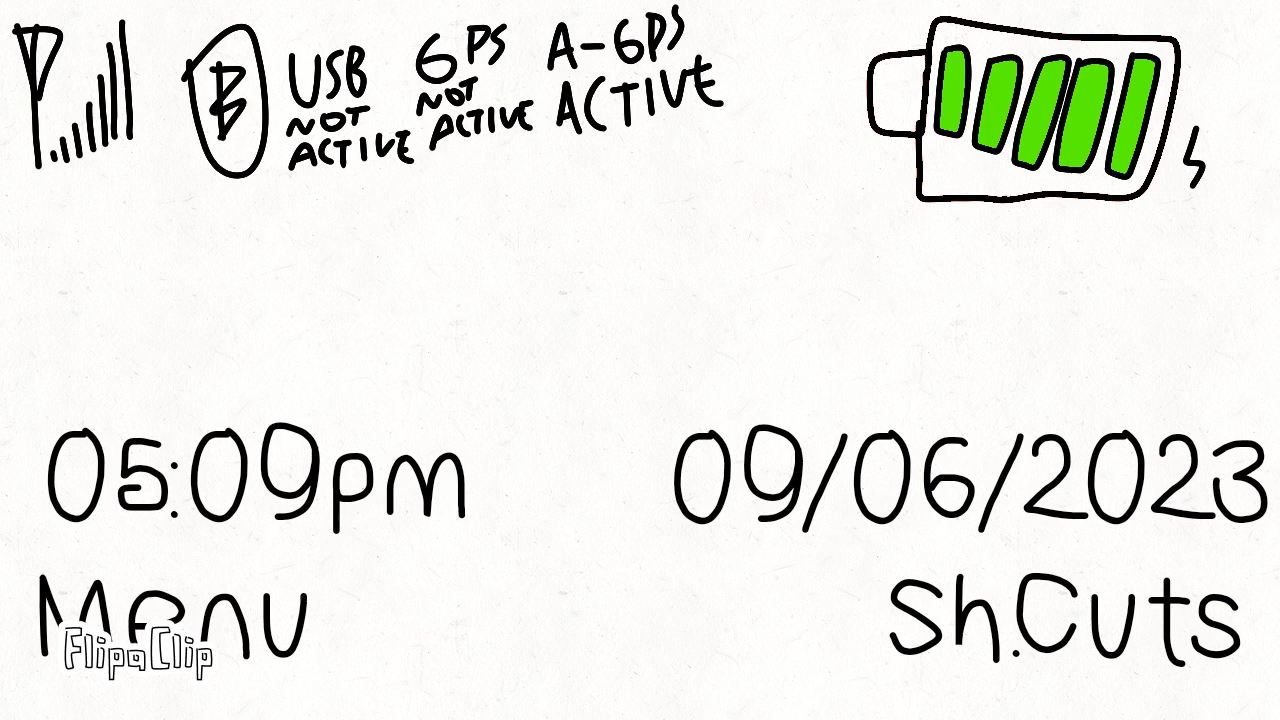 USB GPS A-GPS
NOT NOT ACTIVE
ACTIVE ACTIVE
05:09pm 09/06/2023
Menu Sh.Cuts
FlipaClip